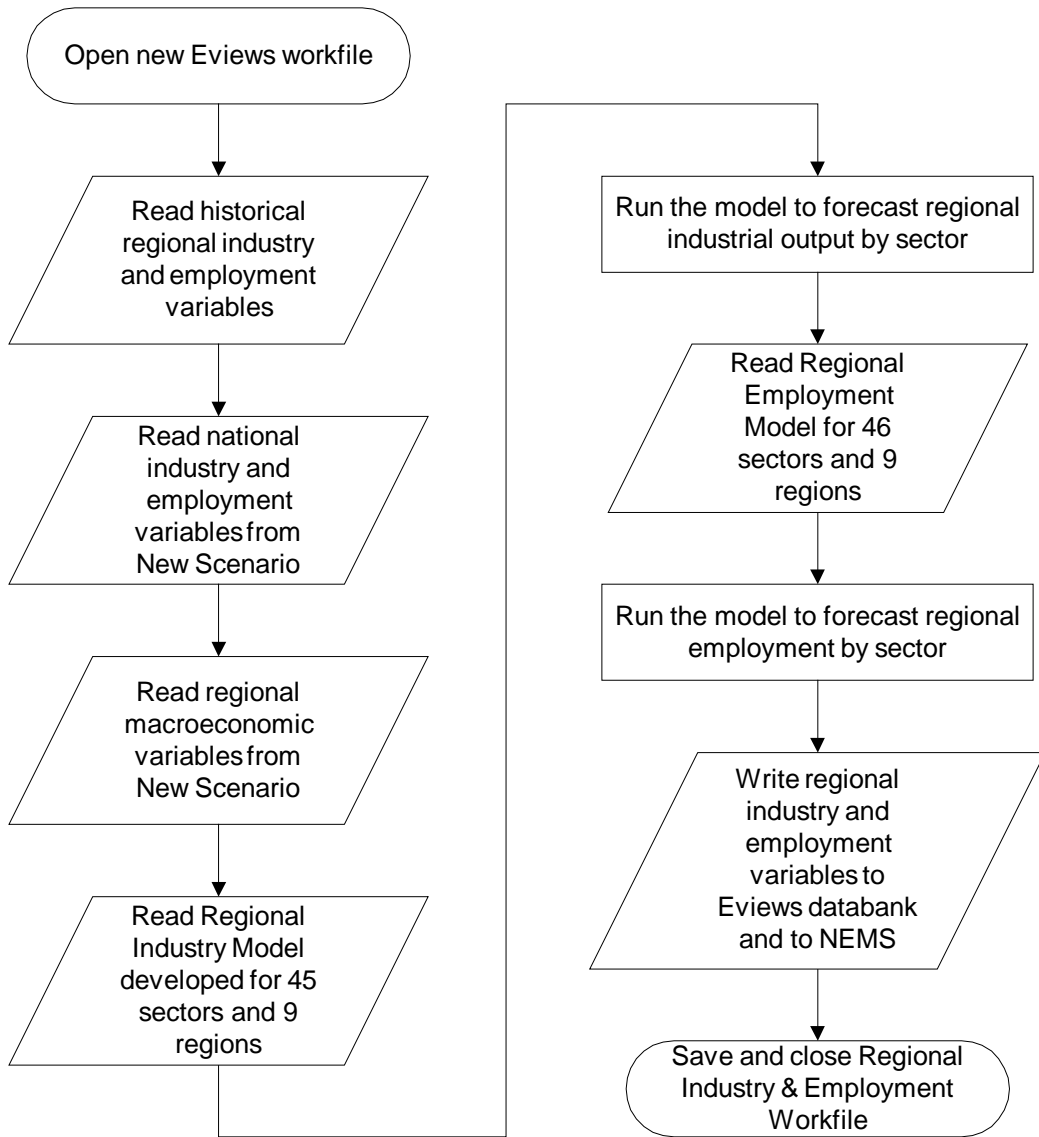 Open new Eviews workfile
Read historical
regional industry
and employment
variables
Read national
industry and
employment
variables from
New Scenario
Read regional
macroeconomic
variables from
New Scenario
Read Regional
Industry Model
developed for 45
sectors and 9
regions
Run the model to forecast regional
industrial output by sector
Read Regional
Employment
Model for 46
sectors and 9
regions
Run the model to forecast regional
employment by sector
Write regional
industry and
employment
variables to
Eviews databank
and to NEMS
Save and close Regional
Industry & Employment
Workfile